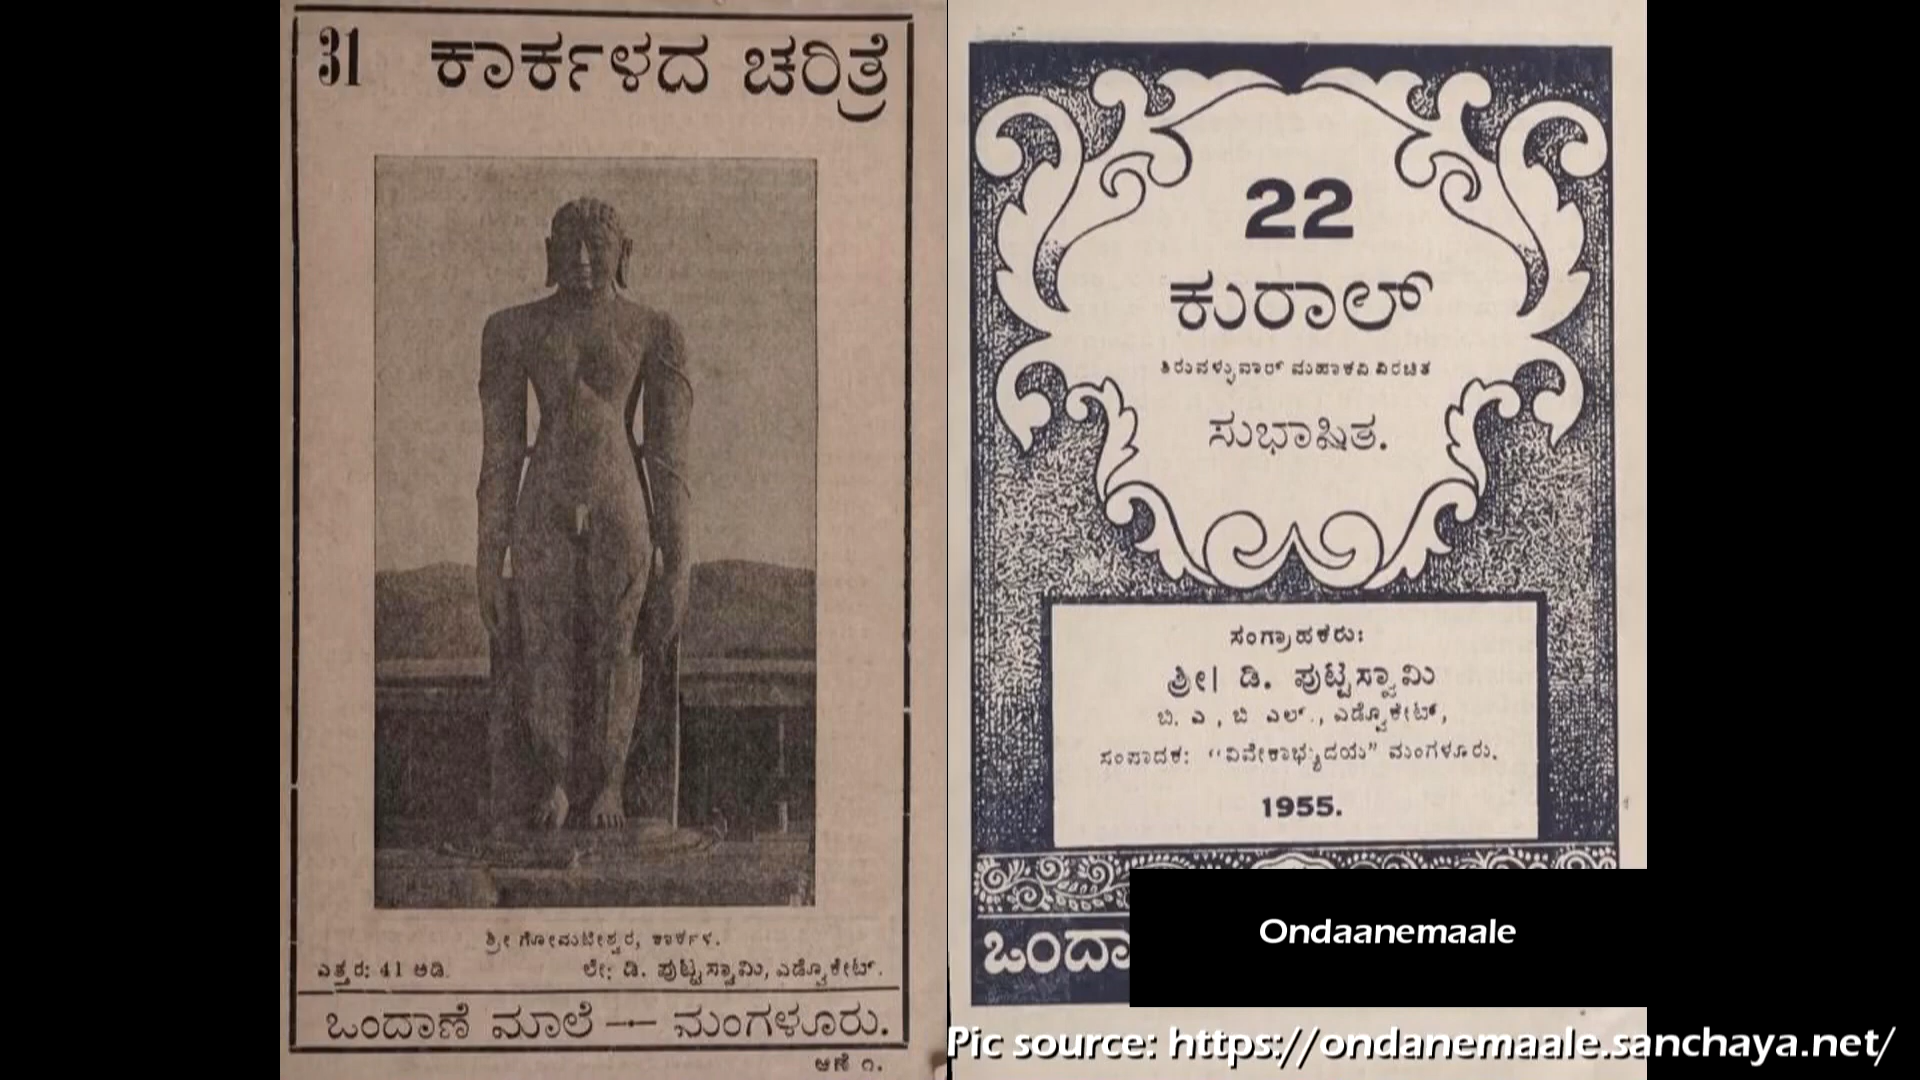 31 ಕಾರ್ಕಳದ ಚರಿತ್ರೆ
ಶ್ರೀ ಗೋಮಟೇಶ್ವರ, ಕಾರ್ಕಳ.
ಎತ್ತರ: 41 ಅಡಿ. ಲೇ: ಡಿ. ಪುಟ್ಟಸ್ವಾಮಿ, ಎಡ್ವೊಕೇಟ್.
ಒಂದಾಣೆ ಮಾಲೆ — ಮಂಗಳೂರು.
ಆಣೆ ೧.
22
ಕುರಾಲ್
ತಿರುವಳ್ಳುವಾರ್ ಮಹಾಕವಿ ವಿರಚಿತ
ಸುಭಾಷಿತ.
ಸಂಗ್ರಾಹಕರು:
ಶ್ರೀ| ಡಿ. ಪುಟ್ಟಸ್ವಾಮಿ
ಬಿ. ಎ, ಬಿ ಎಲ್., ಎಡ್ವೊಕೇಟ್,
ಸಂಪಾದಕ: "ವಿವೇಕಾಭ್ಯುದಯ" ಮಂಗಳೂರು.
1955.
ಒಂದಾ
Ondaanemaale
Pic source: https://ondanemaale.sanchaya.net/